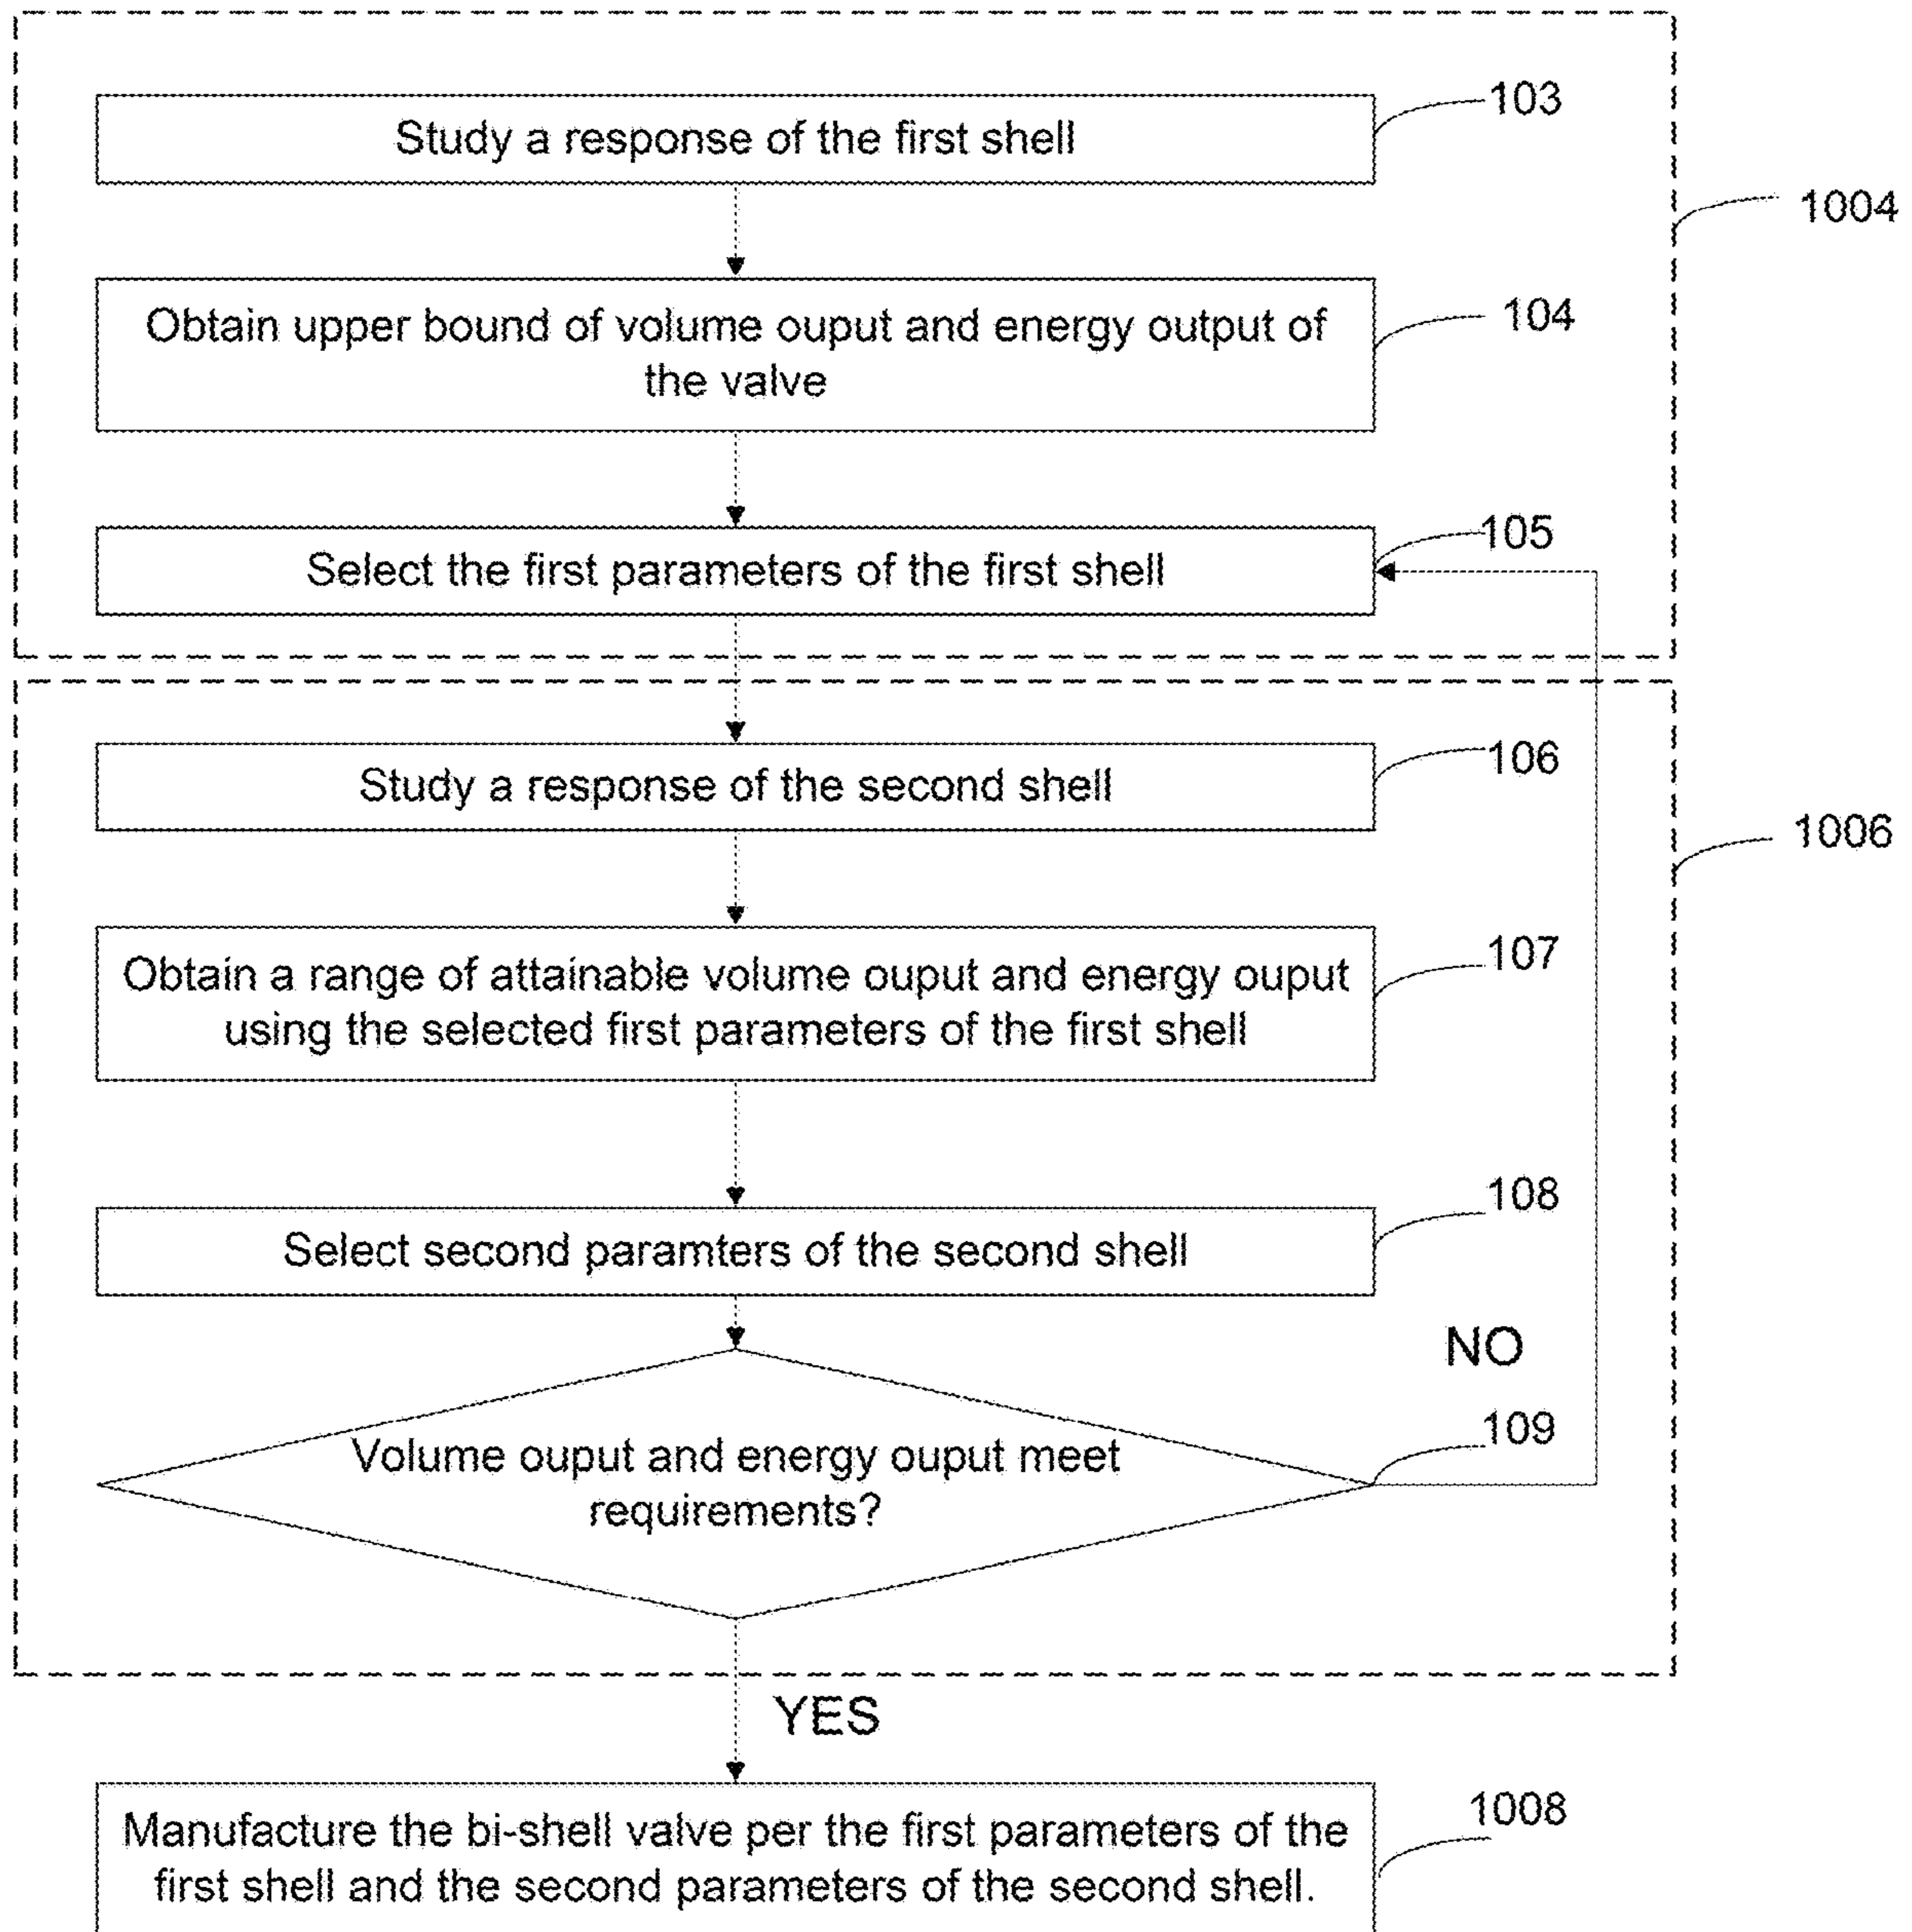 Study a response of the first shell
103
1004
Obtain upper bound of volume ouput and energy output of
the valve
104
Select the first parameters of the first shell
105
Study a response of the second shell
106
1006
Obtain a range of attainable volume ouput and energy ouput
using the selected first parameters of the first shell
107
Select second paramters of the second shell
108
NO
Volume ouput and energy ouput meet
requirements?
109
YES
Manufacture the bi-shell valve per the first parameters of the
first shell and the second parameters of the second shell.
1008